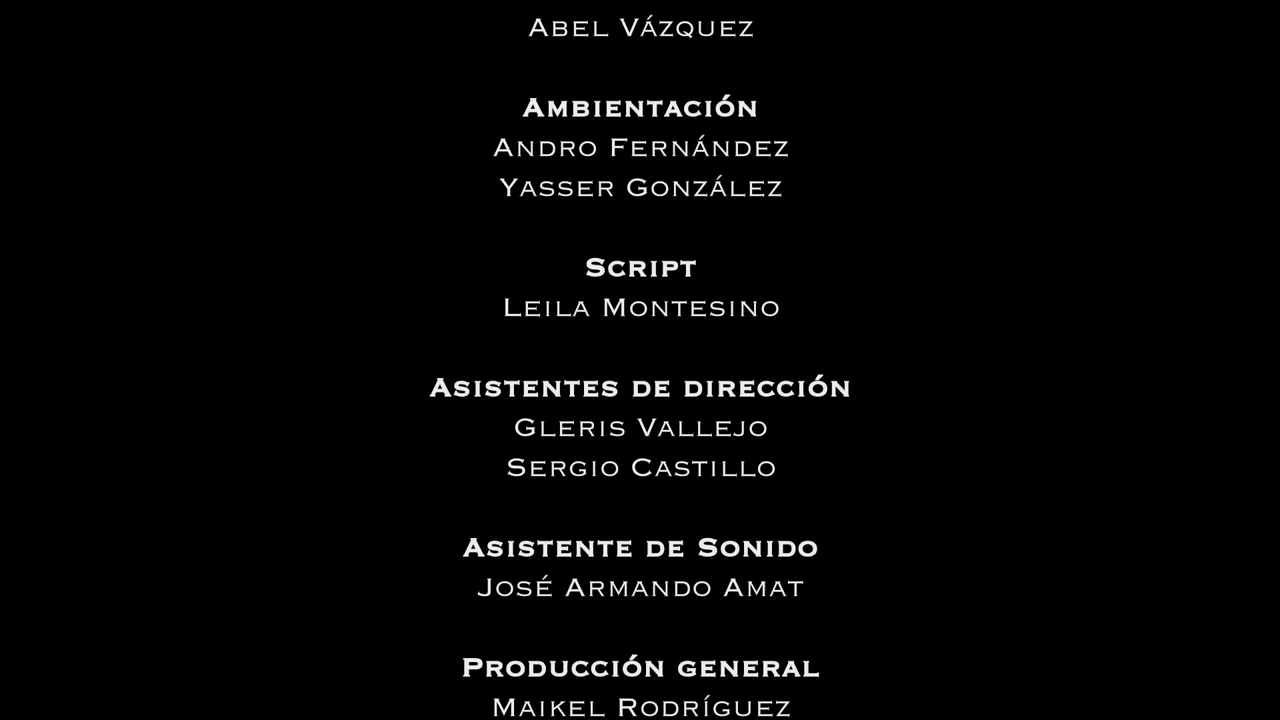 Abel Vázquez
Ambientación
Andro Fernández
Yasser González
Script
Leila Montesino
Asistentes de dirección
Gleris Vallejo
Sergio Castillo
Asistente de Sonido
José Armando Amat
Producción general
Maikel Rodríguez